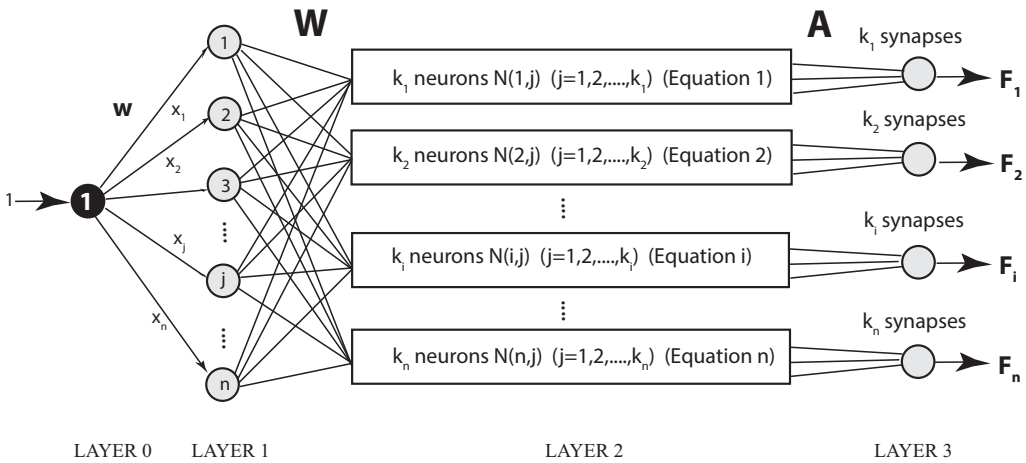 W
A
k1 synapses
1
k1 neurons N(1,j) (j=1,2,....,k1) (Equation 1)
F1
w
x1
k2 synapses
2
x2
k2 neurons N(2,j) (j=1,2,....,k2) (Equation 2)
F2
3
1
1
ki synapses
xj
j
ki neurons N(i,j) (j=1,2,....,ki) (Equation i)
Fi
xn
kn synapses
n
kn neurons N(n,j) (j=1,2,....,kn) (Equation n)
Fn
LAYER 0 LAYER 1 LAYER 2 LAYER 3